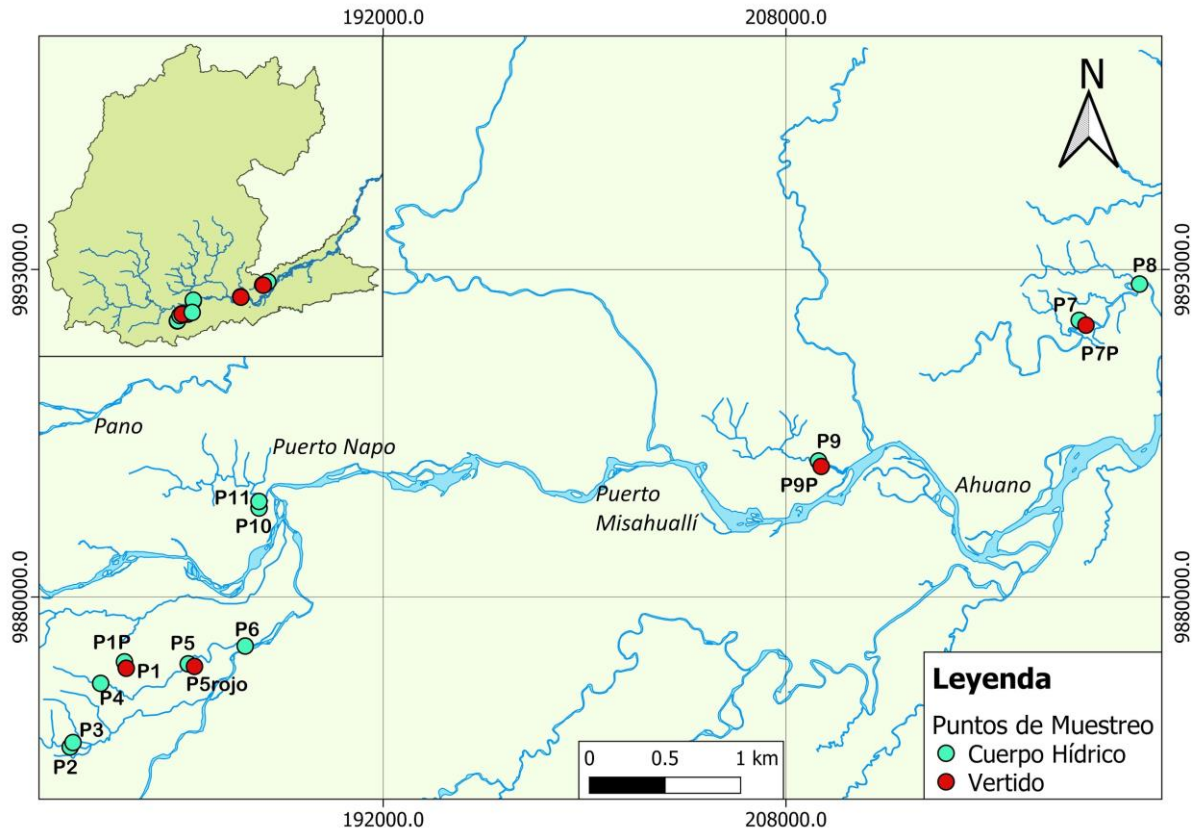 192000.0
208000.0
N
9893000.0
9893000.0
P8
P7
P7P
Pano
Puerto Napo
P9
P9P
P11
P10
Puerto
Misahuallí
Ahuano
9880000.0
9880000.0
P1P
P1
P5
P6
P5rojo
P4
P3
P2
Leyenda
Puntos de Muestreo
Cuerpo Hídrico
Vertido
0 0.5 1 km
192000.0
208000.0